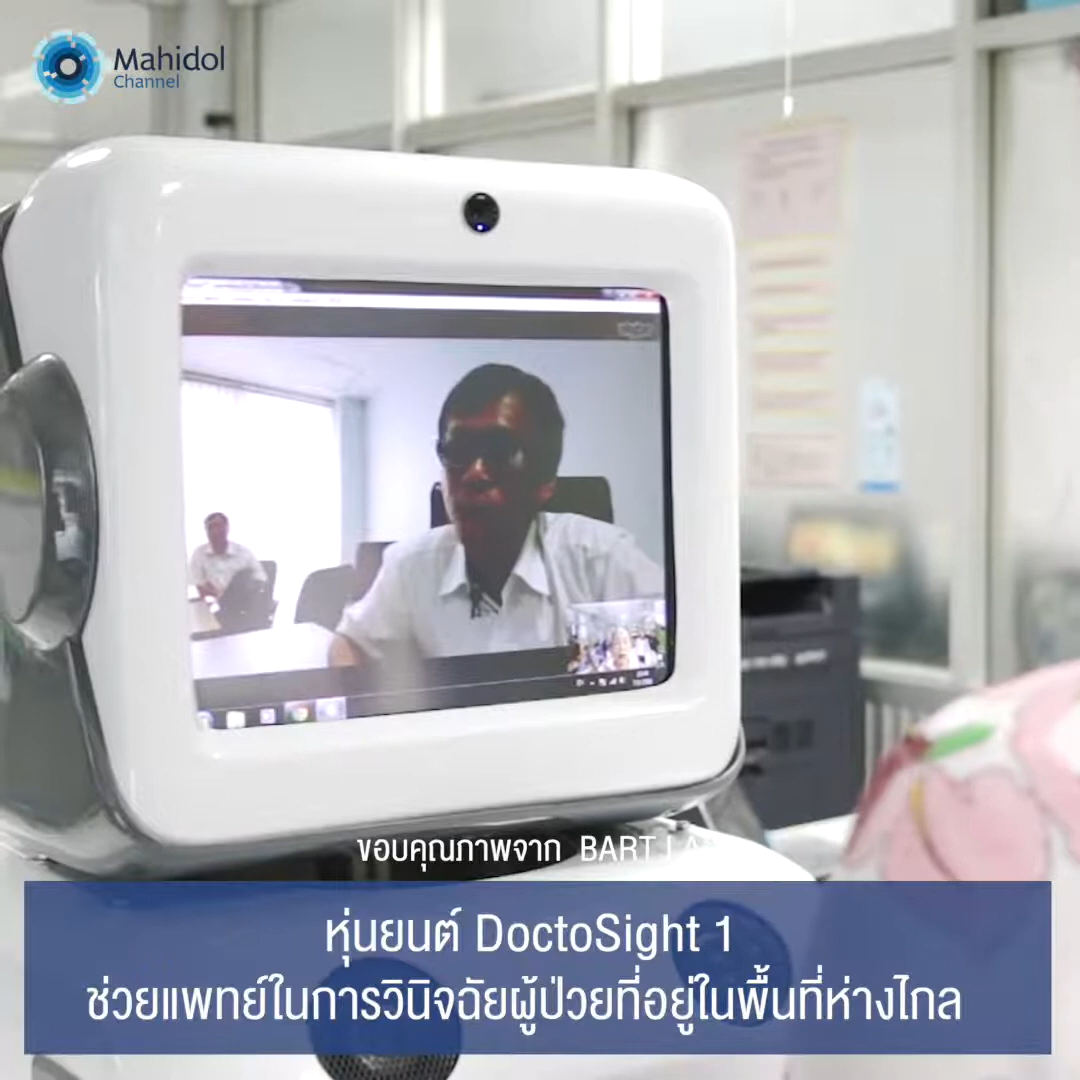 Mahidol
Channel
ขอบคุณภาพจาก BART LA
หุ่นยนต์ DoctoSight 1
ช่วยแพทย์ในการวินิจฉัยผู้ป่วยที่อยู่ในพื้นที่ห่างไกล